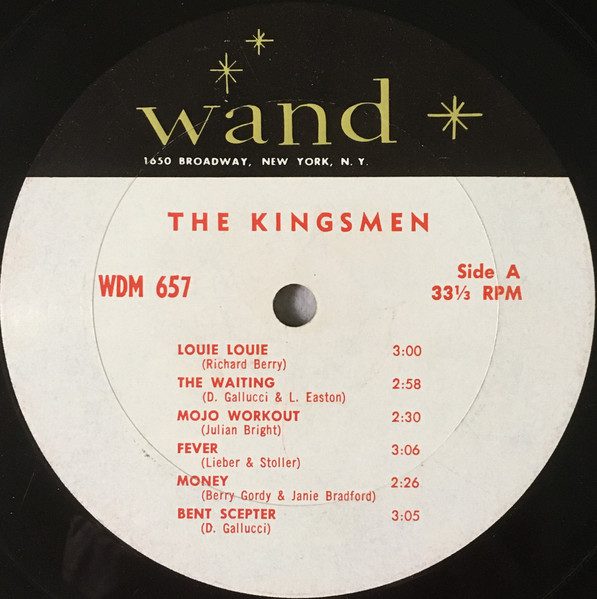 wand
1650 BROADWAY, NEW YORK, N. Y.
THE KINGSMEN
WDM 657
Side A
33⅓ RPM
LOUIE LOUIE 3:00
(Richard Berry)
THE WAITING 2:58
(D. Gallucci & L. Easton)
MOJO WORKOUT 2:30
(Julian Bright)
FEVER 3:06
(Lieber & Stoller)
MONEY 2:26
(Berry Gordy & Janie Bradford)
BENT SCEPTER 3:05
(D. Gallucci)